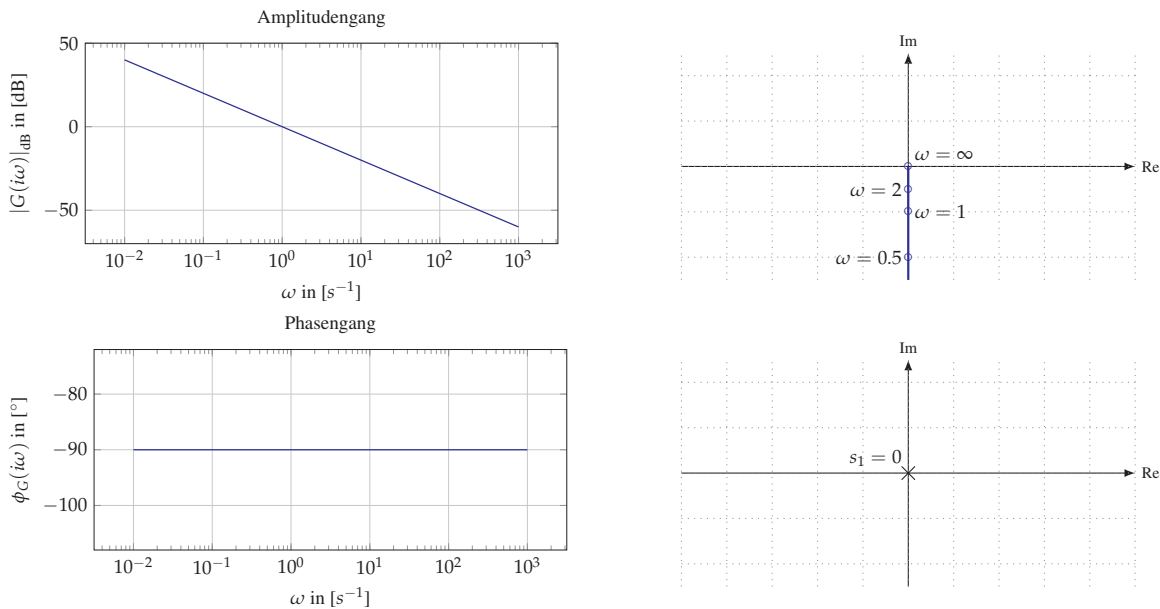 Amplitudengang
|G(iω)|dB in [dB]
50
0
−50
10⁻² 10⁻¹ 10⁰ 10¹ 10² 10³
ω in [s⁻¹]
Im
Re
ω = ∞
ω = 2
ω = 1
ω = 0.5
Phasengang
ϕG(iω) in [°]
−80
−90
−100
10⁻² 10⁻¹ 10⁰ 10¹ 10² 10³
ω in [s⁻¹]
Im
Re
s₁ = 0